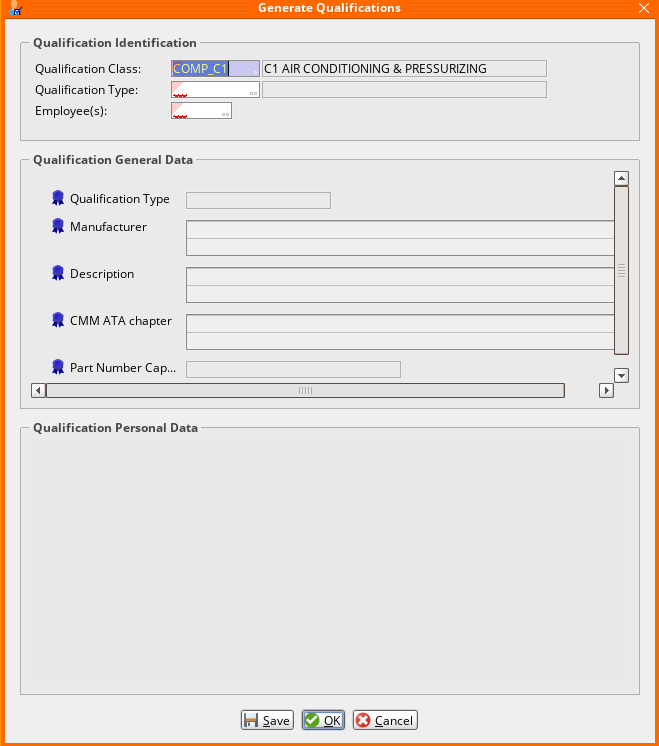 Generate Qualifications
Qualification Identification
Qualification Class: COMP_C1 C1 AIR CONDITIONING & PRESSURIZING
Qualification Type:
Employee(s):
Qualification General Data
Qualification Type
Manufacturer
Description
CMM ATA chapter
Part Number Cap...
Qualification Personal Data
Save OK Cancel